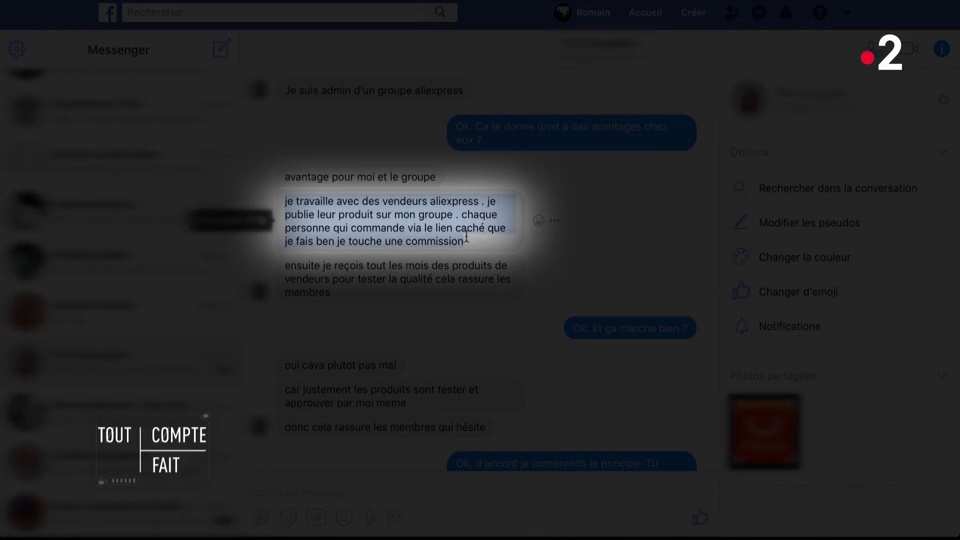 Rechercher
Romain
Accueil
Créer
Messenger
2
Je suis admin d'un groupe aliexpress
Ok. Ca te donne droit à des avantages chez
eux ?
avantage pour moi et le groupe
je travaille avec des vendeurs aliexpress . je
publie leur produit sur mon groupe . chaque
personne qui commande via le lien caché que
je fais ben je touche une commission
ensuite je reçois tout les mois des produits de
vendeurs pour tester la qualité cela rassure les
membres
Ok. Et ça marche bien ?
oui cava plutot pas mal
car justement les produits sont tester et
approuver par moi meme
donc cela rassure les membres qui hésite
Ok, d'accord je comprends le principe. Tu
Options
Rechercher dans la conversation
Modifier les pseudos
Changer la couleur
Changer d'emoji
Notifications
Photos partagées
TOUT COMPTE
FAIT